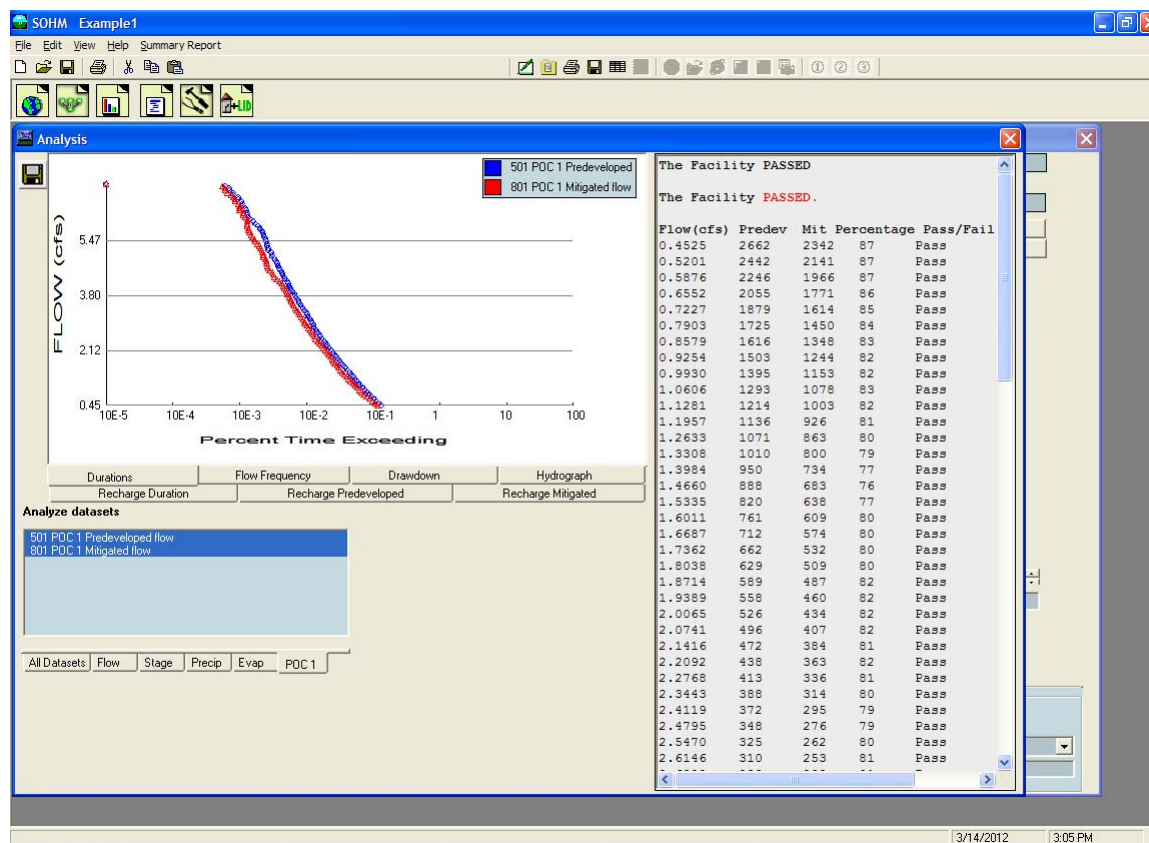 SOHM Example1
File Edit View Help Summary Report
① ② ③
+LID
Analysis
501 POC 1 Predeveloped
801 POC 1 Mitigated flow
FLOW (cfs)
5.47
3.80
2.12
0.45
10E-5 10E-4 10E-3 10E-2 10E-1 1 10 100
Percent Time Exceeding
Durations Flow Frequency Drawdown Hydrograph
Recharge Duration Recharge Predeveloped Recharge Mitigated
Analyze datasets
501 POC 1 Predeveloped flow
801 POC 1 Mitigated flow
All Datasets Flow Stage Precip Evap POC 1
The Facility PASSED
The Facility PASSED.
Flow(cfs) Predev Mit Percentage Pass/Fail
0.4525 2662 2342 87 Pass
0.5201 2442 2141 87 Pass
0.5876 2246 1966 87 Pass
0.6552 2055 1771 86 Pass
0.7227 1879 1614 85 Pass
0.7903 1725 1450 84 Pass
0.8579 1616 1348 83 Pass
0.9254 1503 1244 82 Pass
0.9930 1395 1153 82 Pass
1.0606 1293 1078 83 Pass
1.1281 1214 1003 82 Pass
1.1957 1136 926 81 Pass
1.2633 1071 863 80 Pass
1.3308 1010 800 79 Pass
1.3984 950 734 77 Pass
1.4660 888 683 76 Pass
1.5335 820 638 77 Pass
1.6011 761 609 80 Pass
1.6687 712 574 80 Pass
1.7362 662 532 80 Pass
1.8038 629 509 80 Pass
1.8714 589 487 82 Pass
1.9389 558 460 82 Pass
2.0065 526 434 82 Pass
2.0741 496 407 82 Pass
2.1416 472 384 81 Pass
2.2092 438 363 82 Pass
2.2768 413 336 81 Pass
2.3443 388 314 80 Pass
2.4119 372 295 79 Pass
2.4795 348 276 79 Pass
2.5470 325 262 80 Pass
2.6146 310 253 81 Pass
3/14/2012 3:05 PM